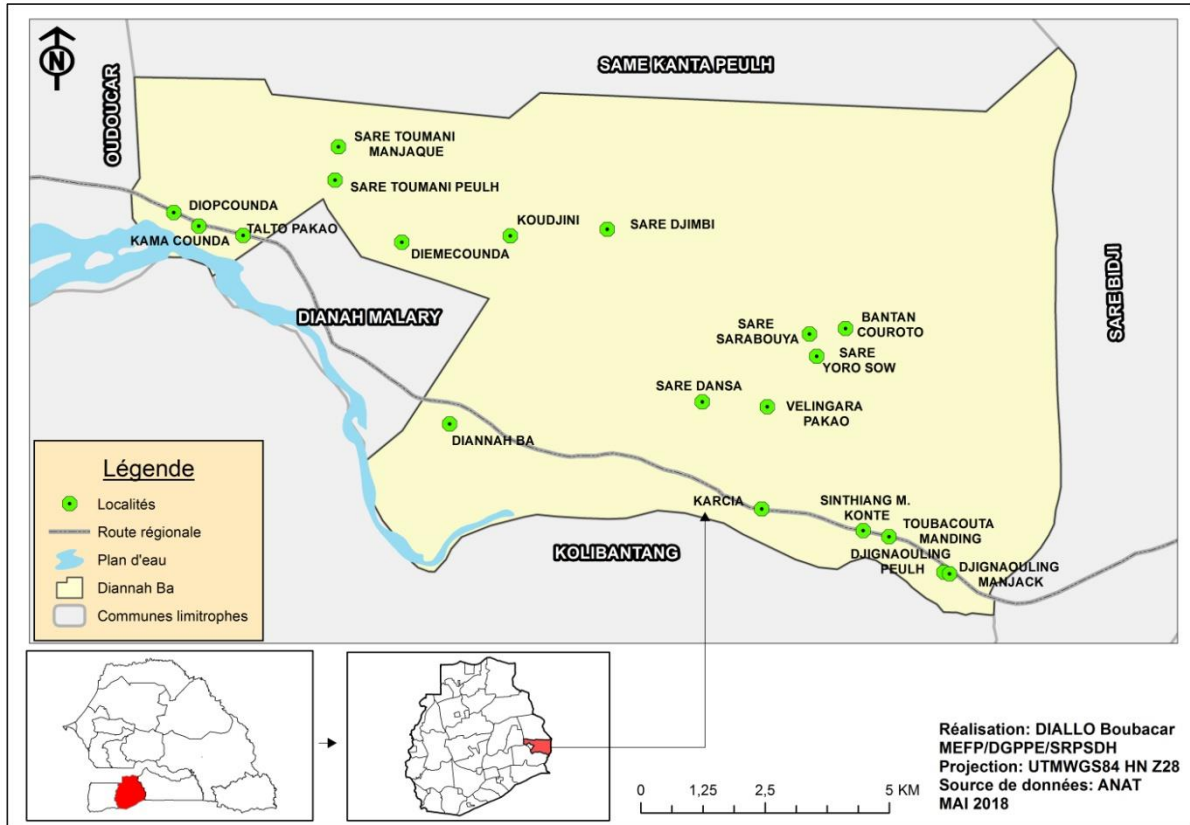 N
OUDOUCAR
SAME KANTA PEULH
SARE TOUMANI
MANJAQUE
SARE TOUMANI PEULH
DIOPCOUNDA
KAMA COUNDA
TALTO PAKAO
KOUDJINI
SARE DJIMBI
DIEMECOUNDA
SARE BIDJI
DIANAH MALARY
SARE
SARABOUYA
BANTAN
COUROTO
SARE
YORO SOW
SARE DANSA
VELINGARA
PAKAO
DIANNAH BA
KARCIA
SINTHIANG M.
KONTE
TOUBACOUTA
MANDING
DJIGNAOULING
PEULH
DJIGNAOULING
MANJACK
KOLIBANTANG
Légende
Localités
Route régionale
Plan d'eau
Diannah Ba
Communes limitrophes
0 1,25 2,5 5 KM
Réalisation: DIALLO Boubacar
MEFP/DGPPE/SRPSDH
Projection: UTMWGS84 HN Z28
Source de données: ANAT
MAI 2018